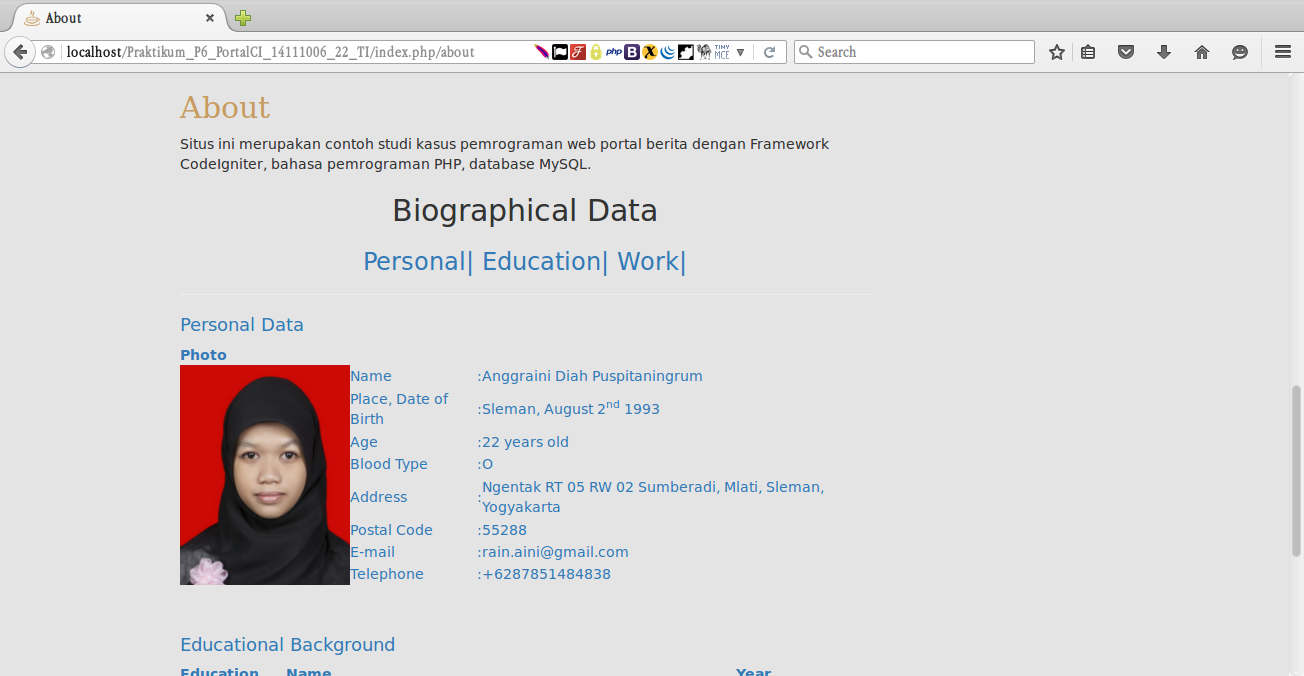 About
localhost/Praktikum_P6_PortalCI_14111006_22_TI/index.php/about
php
B
TINY
MCE
Search
About
Situs ini merupakan contoh studi kasus pemrograman web portal berita dengan Framework
CodeIgniter, bahasa pemrograman PHP, database MySQL.
Biographical Data
Personal| Education| Work|
Personal Data
Photo
Name :Anggraini Diah Puspitaningrum
Place, Date of
Birth :Sleman, August 2nd 1993
Age :22 years old
Blood Type :O
Address :Ngentak RT 05 RW 02 Sumberadi, Mlati, Sleman,
Yogyakarta
Postal Code :55288
E-mail :rain.aini@gmail.com
Telephone :+6287851484838
Educational Background
Education Name Year